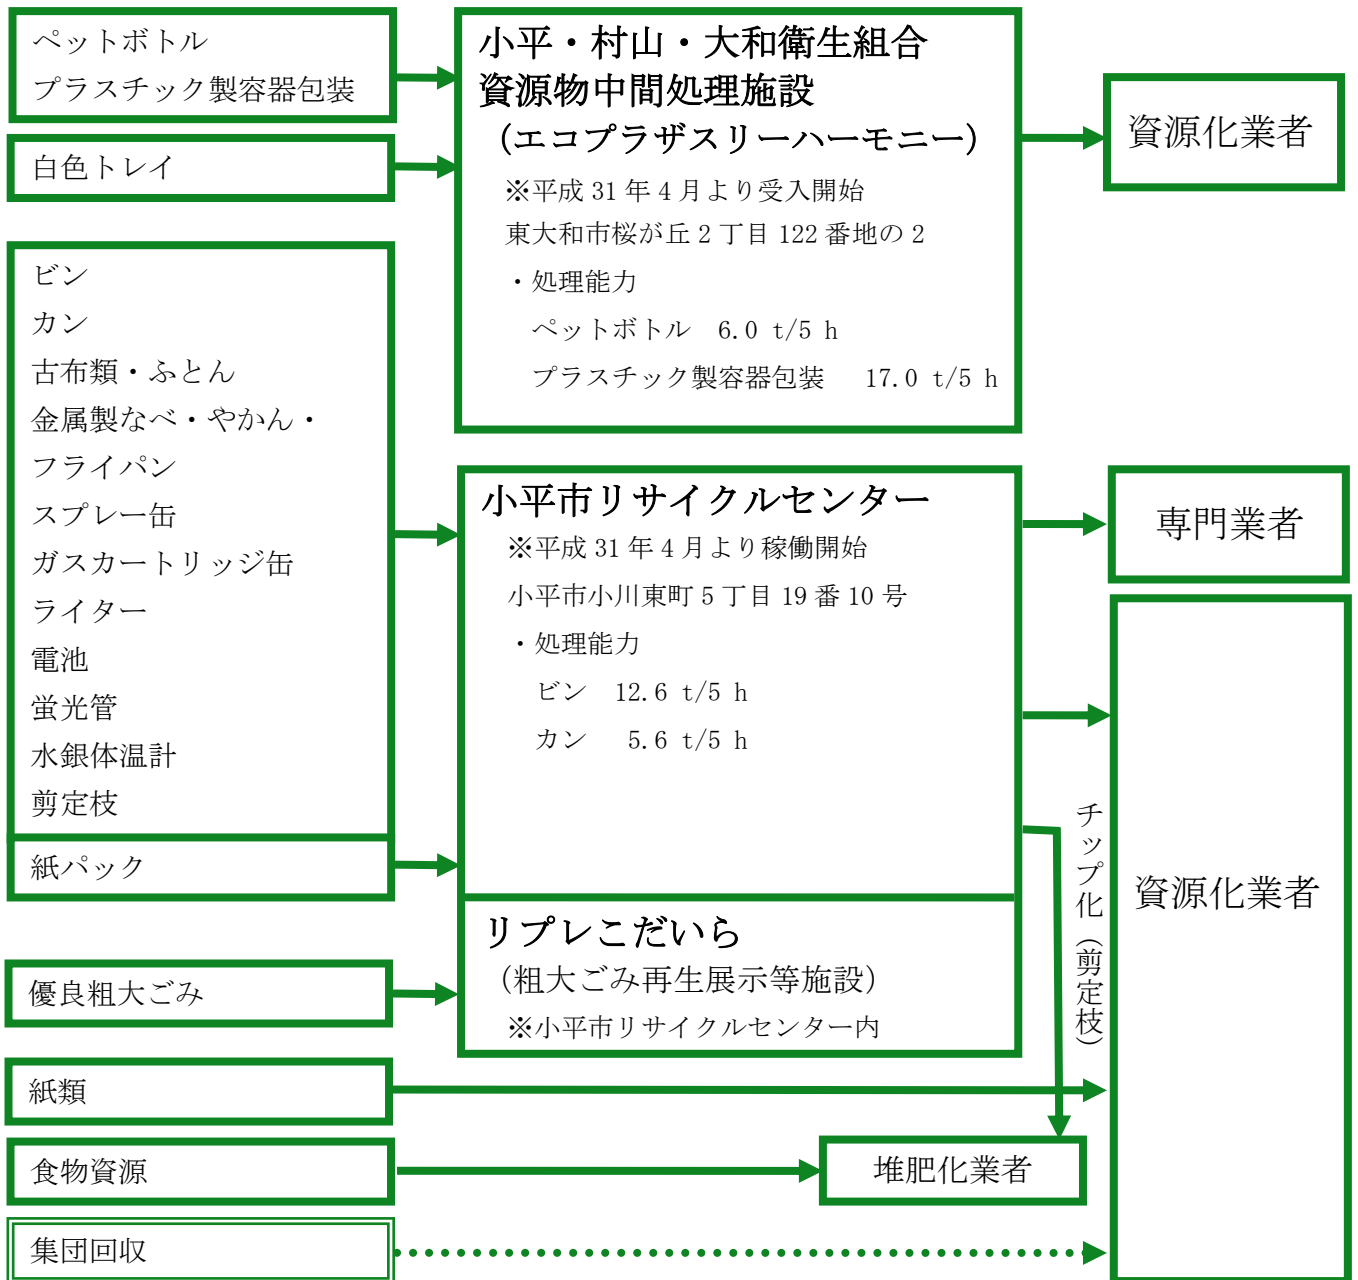 ペットボトル
プラスチック製容器包装
白色トレイ
小平・村山・大和衛生組合
資源物中間処理施設
（エコプラザスリーハーモニー）
※平成 31 年 4 月より受入開始
東大和市桜が丘 2 丁目 122 番地の 2
・処理能力
ペットボトル 6.0 t/5 h
プラスチック製容器包装 17.0 t/5 h
資源化業者
ビン
カン
古布類・ふとん
金属製なべ・やかん・
フライパン
スプレー缶
ガスカートリッジ缶
ライター
電池
蛍光管
水銀体温計
剪定枝
紙パック
小平市リサイクルセンター
※平成 31 年 4 月より稼働開始
小平市小川東町 5 丁目 19 番 10 号
・処理能力
ビン 12.6 t/5 h
カン 5.6 t/5 h
専門業者
チップ化（剪定枝）
資源化業者
優良粗大ごみ
リプレこだいら
（粗大ごみ再生展示等施設）
※小平市リサイクルセンター内
紙類
食物資源
堆肥化業者
集団回収